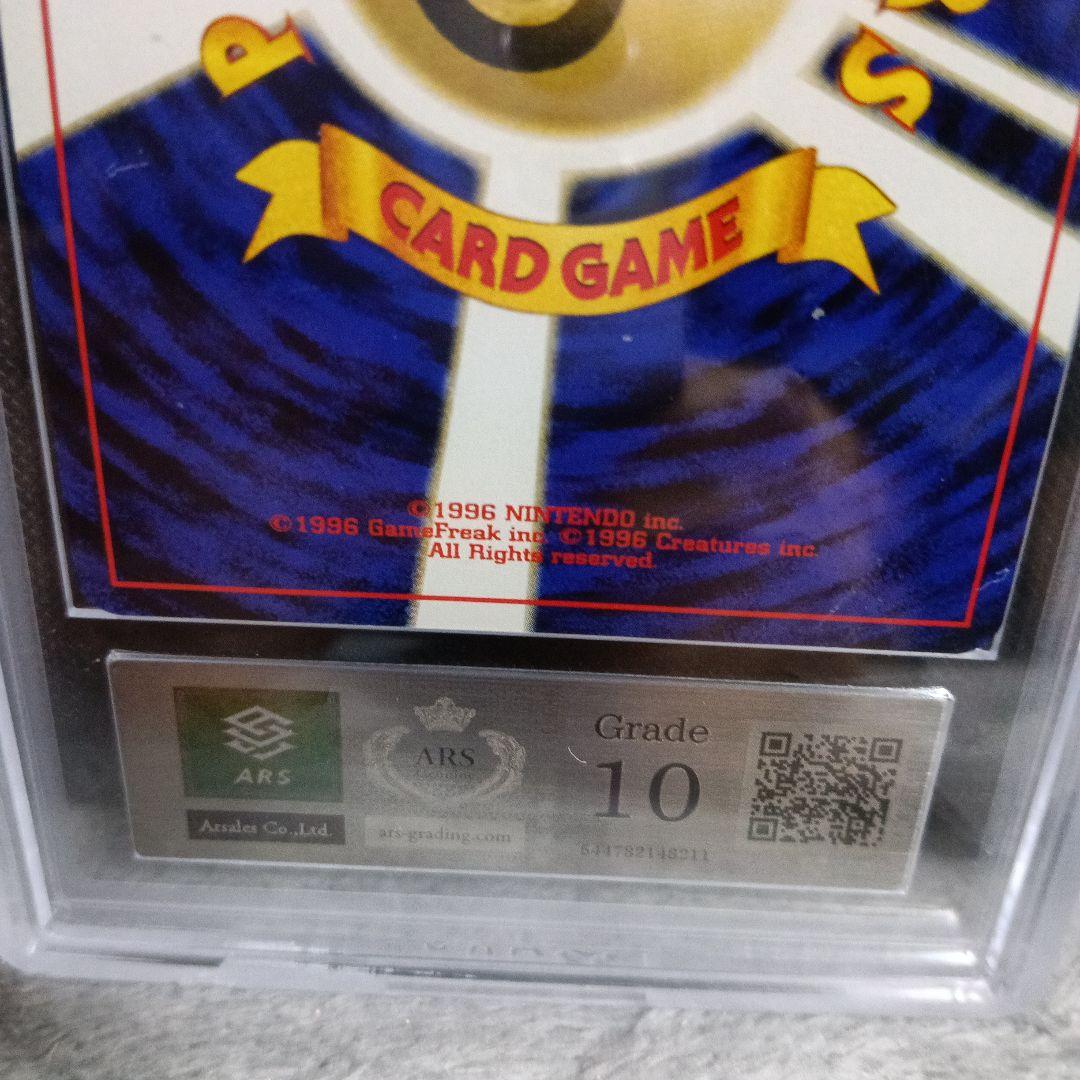 P
S
CARD GAME
©1996 NINTENDO inc.
©1996 GameFreak inc. ©1996 Creatures inc.
All Rights reserved.
ARS
Arsales Co.,Ltd.
ARS
ars-grading.com
Grade
10